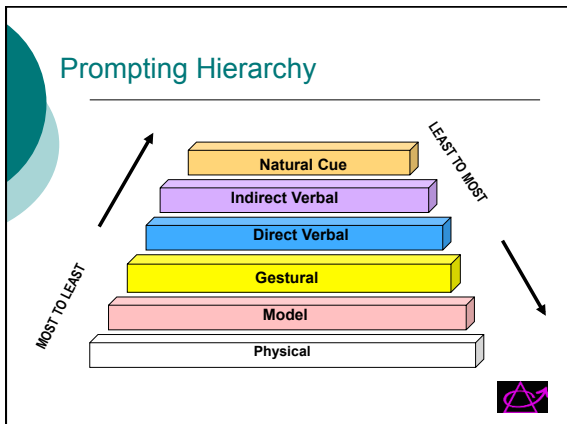 Prompting Hierarchy
Natural Cue
Indirect Verbal
Direct Verbal
Gestural
Model
Physical
MOST TO LEAST
LEAST TO MOST